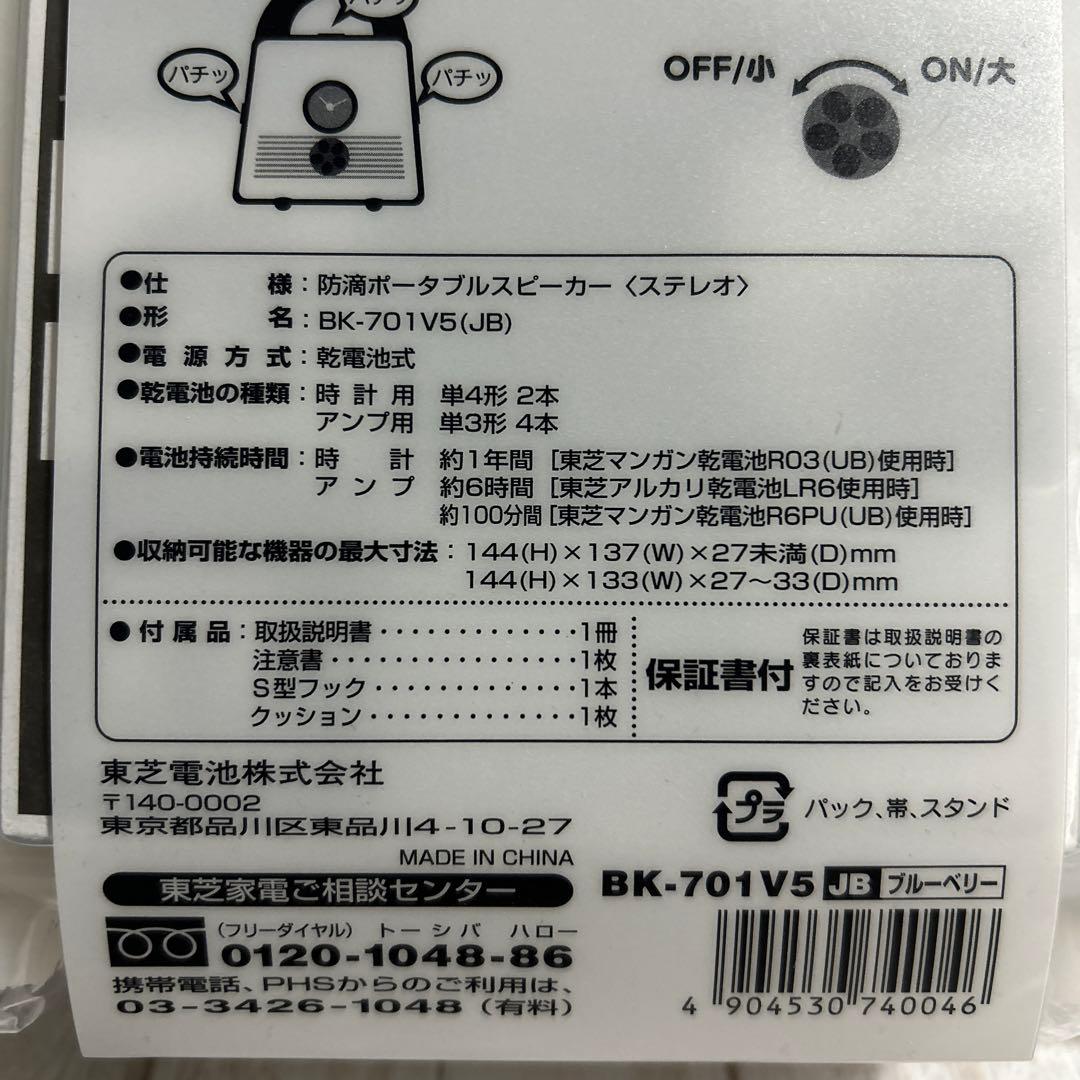 パチッ
パチッ
パチッ
OFF/小
ON/大
●仕様：防滴ポータブルスピーカー〈ステレオ〉
●形名：BK-701V5(JB)
●電源方式：乾電池式
●乾電池の種類：時計用 単4形 2本
アンプ用 単3形 4本
●電池持続時間：時計 約1年間 [東芝マンガン乾電池R03(UB)使用時]
アンプ 約6時間 [東芝アルカリ乾電池LR6使用時]
約100分間 [東芝マンガン乾電池R6PU(UB)使用時]
●収納可能な機器の最大寸法：144(H)×137(W)×27未満(D)mm
144(H)×133(W)×27～33(D)mm
●付属品：取扱説明書・・・・・・・・・・・・・1冊
注意書・・・・・・・・・・・・・・・・1枚
S型フック・・・・・・・・・・・・・1本
クッション・・・・・・・・・・・・・1枚
保証書付
保証書は取扱説明書の
裏表紙についておりま
すので記入をお受けく
ださい。
東芝電池株式会社
〒140-0002
東京都品川区東品川4-10-27
MADE IN CHINA
東芝家電ご相談センター
(フリーダイヤル) トーシバ ハロー
0120-1048-86
携帯電話、PHSからのご利用は、
03-3426-1048 (有料)
プラ パック、帯、スタンド
BK-701V5 JB ブルーベリー
4 904530 740046